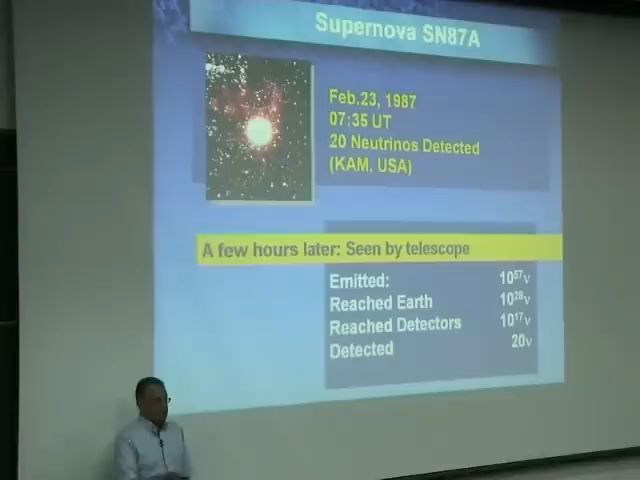 Supernova SN87A
Feb.23, 1987
07:35 UT
20 Neutrinos Detected
(KAM, USA)
A few hours later: Seen by telescope
Emitted: 10⁵⁷ν
Reached Earth 10²⁸ν
Reached Detectors 10¹⁷ν
Detected 20ν